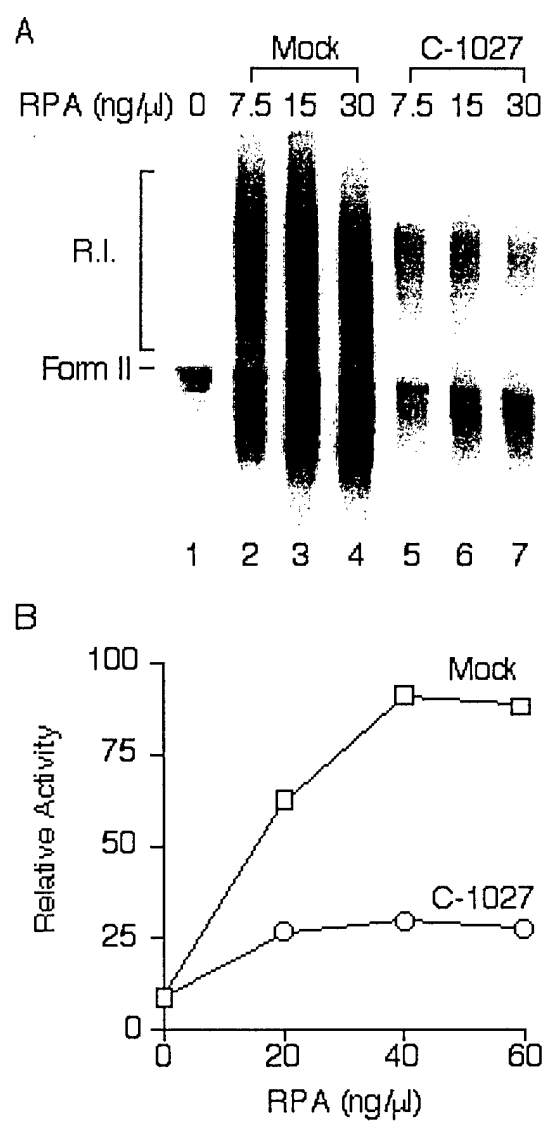 A
Mock C-1027
RPA (ng/μl) 0 7.5 15 30 7.5 15 30
R.I.
Form II
1 2 3 4 5 6 7
B
100
75
50
25
0
Relative Activity
Mock
C-1027
0 20 40 60
RPA (ng/μl)